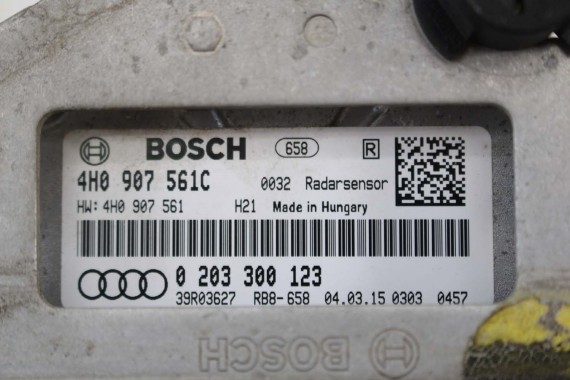 BOSCH 658 R
4H0 907 561C 0032 Radarsensor
HW: 4H0 907 561 H21 Made in Hungary
0 203 300 123
39R03627 RB8-658 04.03.15 0303 0457
BOSCH